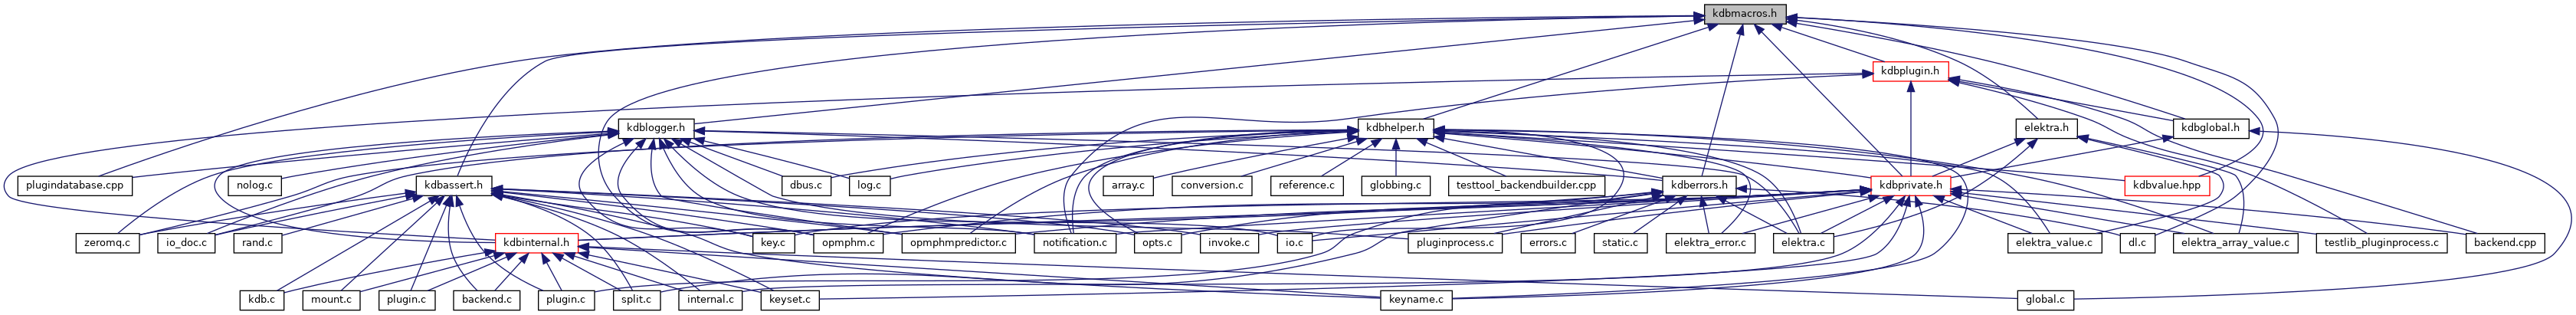 kdbmacros.h
kdbplugin.h
kdblogger.h
kdbhelper.h
elektra.h
kdbglobal.h
plugindatabase.cpp
nolog.c
kdbassert.h
dbus.c
log.c
array.c
conversion.c
reference.c
globbing.c
testtool_backendbuilder.cpp
kdberrors.h
kdbprivate.h
kdbvalue.hpp
zeromq.c
io_doc.c
rand.c
kdbinternal.h
key.c
opmphm.c
opmphmpredictor.c
notification.c
opts.c
invoke.c
io.c
pluginprocess.c
errors.c
static.c
elektra_error.c
elektra.c
elektra_value.c
dl.c
elektra_array_value.c
testlib_pluginprocess.c
backend.cpp
kdb.c
mount.c
plugin.c
backend.c
plugin.c
split.c
internal.c
keyset.c
keyname.c
global.c